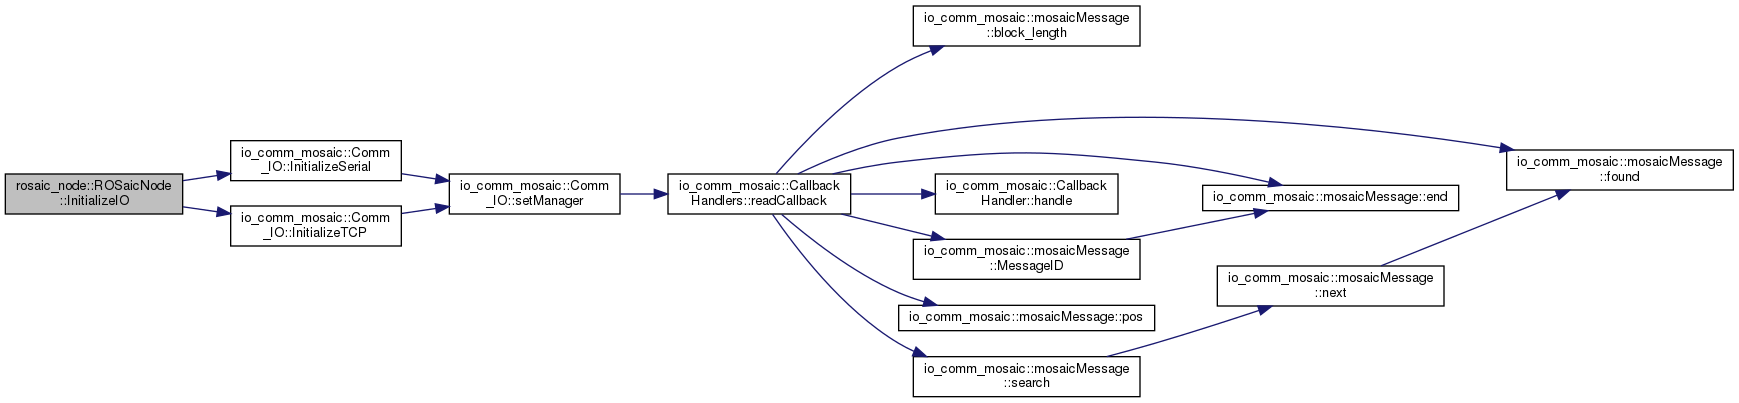 rosaic_node::ROSaicNode
::InitializeIO
io_comm_mosaic::Comm
_IO::InitializeSerial
io_comm_mosaic::Comm
_IO::InitializeTCP
io_comm_mosaic::Comm
_IO::setManager
io_comm_mosaic::Callback
Handlers::readCallback
io_comm_mosaic::mosaicMessage
::block_length
io_comm_mosaic::Callback
Handler::handle
io_comm_mosaic::mosaicMessage
::MessageID
io_comm_mosaic::mosaicMessage::pos
io_comm_mosaic::mosaicMessage
::search
io_comm_mosaic::mosaicMessage::end
io_comm_mosaic::mosaicMessage
::next
io_comm_mosaic::mosaicMessage
::found